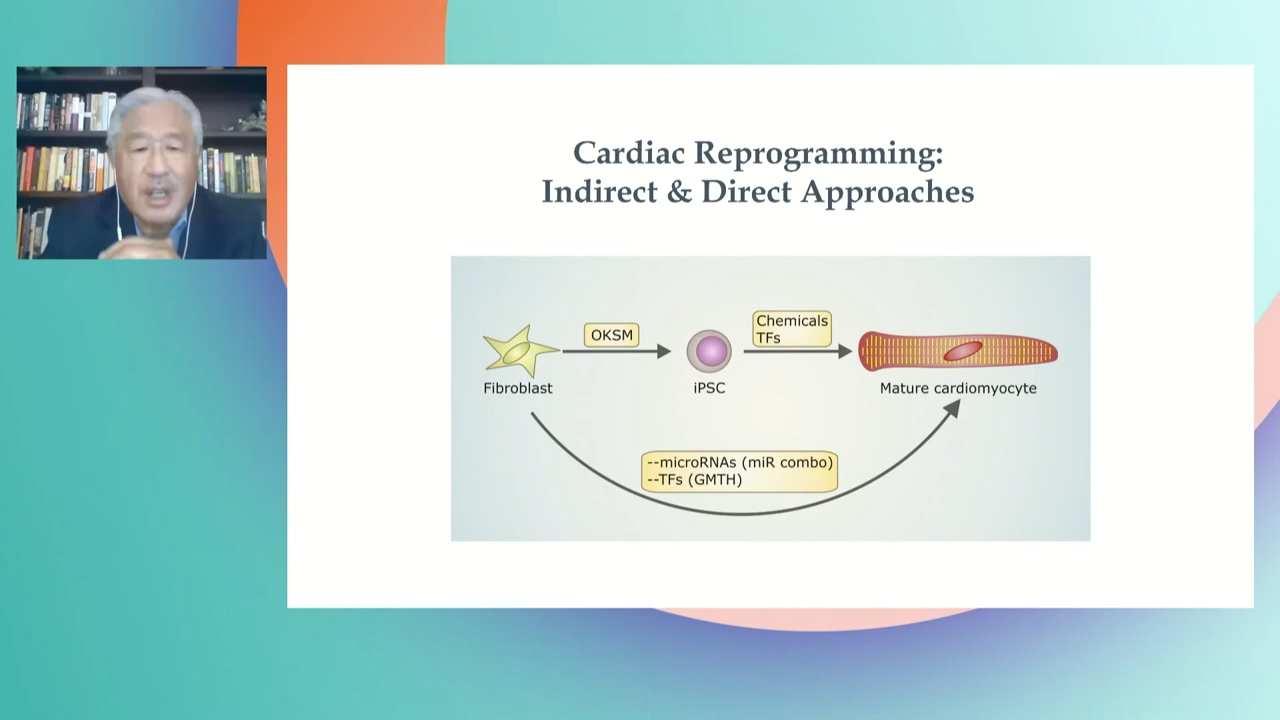 Cardiac Reprogramming:
Indirect & Direct Approaches
OKSM
Chemicals
TFs
Fibroblast
iPSC
Mature cardiomyocyte
--microRNAs (miR combo)
--TFs (GMTH)